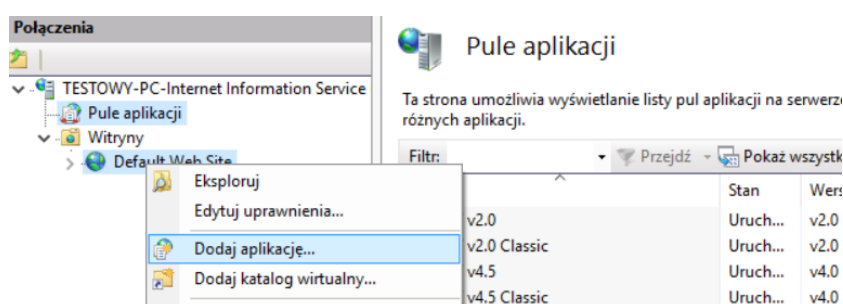 Połączenia
TESTOWY-PC-Internet Information Service
Pule aplikacji
Witryny
Default Web Site
Eksploruj
Edytuj uprawnienia...
Dodaj aplikację...
Dodaj katalog wirtualny...
Pule aplikacji
Ta strona umożliwia wyświetlanie listy pul aplikacji na serwerze
różnych aplikacji.
Filtr: Przejdź Pokaż wszystk
Stan Wers
v2.0 Uruch... v2.0
v2.0 Classic Uruch... v2.0
v4.5 Uruch... v4.0
v4.5 Classic Uruch... v4.0